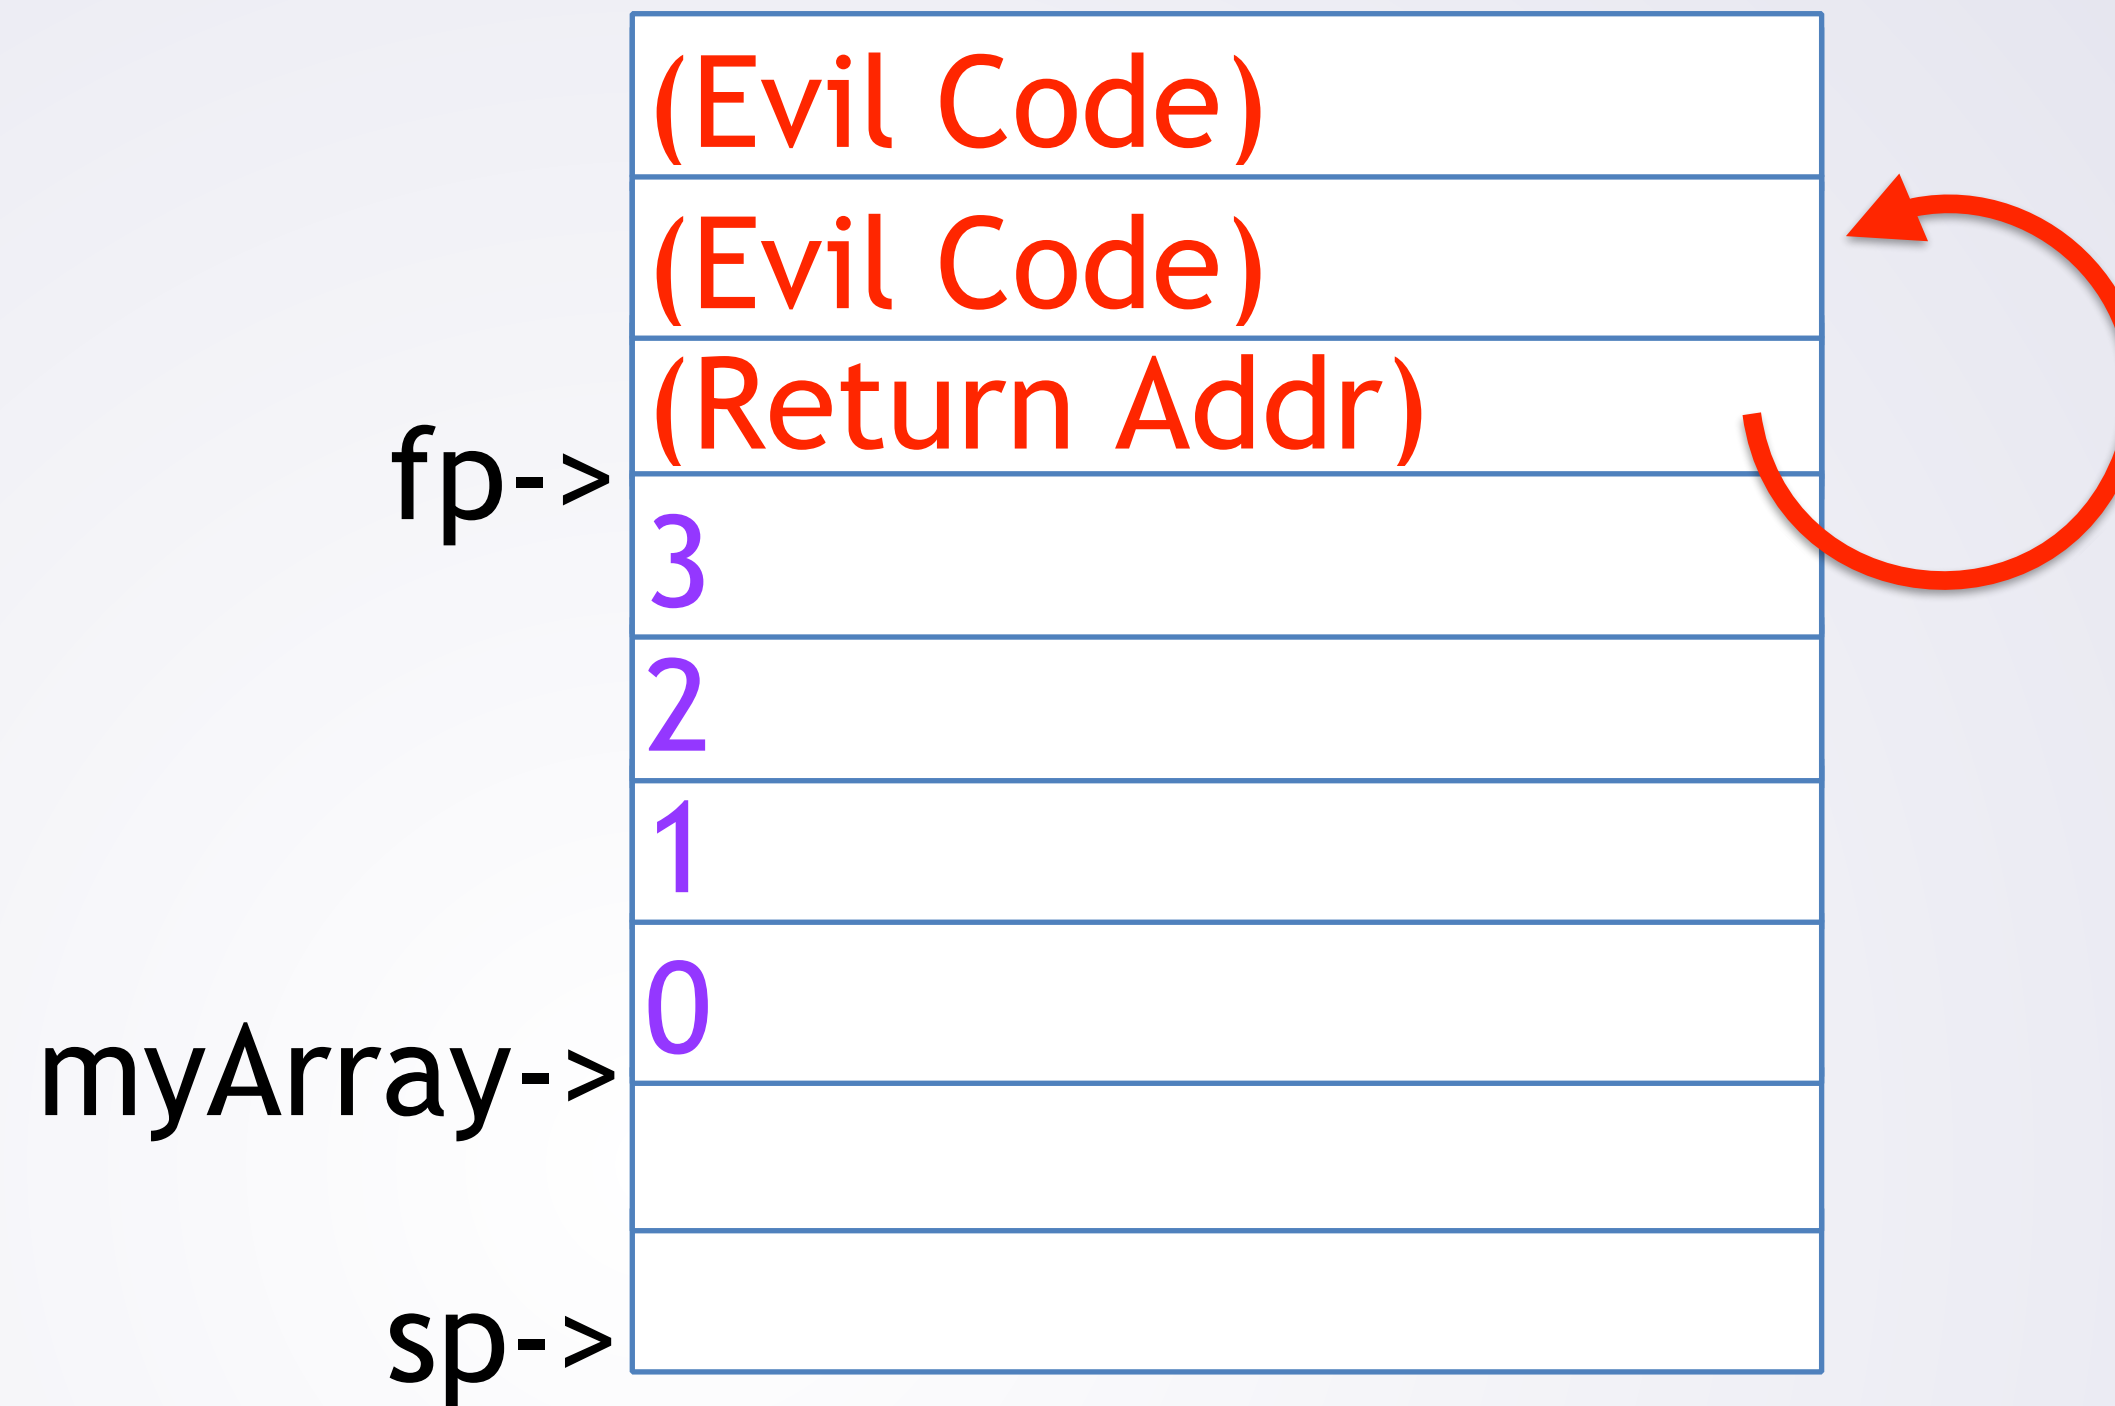 (Evil Code)
(Evil Code)
(Return Addr)
fp->
3
2
1
0
myArray->
sp->